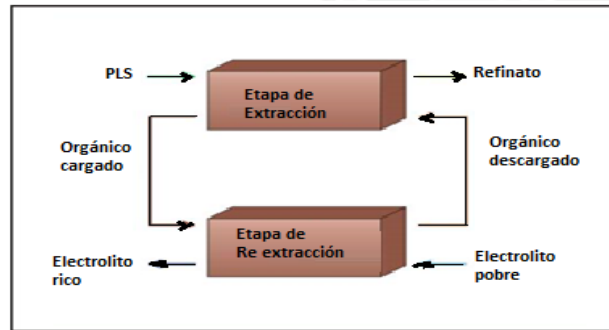 PLS
Etapa de
Extracción
Refinato
Orgánico
cargado
Orgánico
descargado
Etapa de
Re extracción
Electrolito
rico
Electrolito
pobre